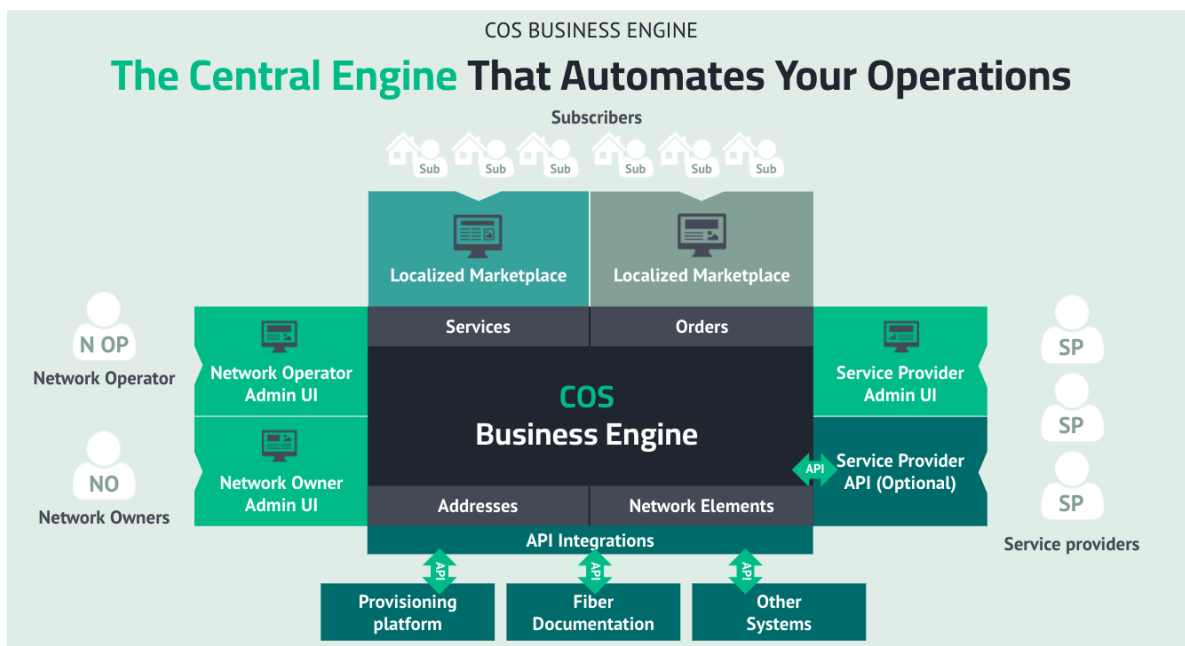 COS BUSINESS ENGINE
The Central Engine That Automates Your Operations
Subscribers
Sub Sub Sub Sub Sub Sub
Localized Marketplace
Localized Marketplace
N OP
Network Operator
NO
Network Owners
Network Operator
Admin UI
Network Owner
Admin UI
Services
Orders
COS
Business Engine
Addresses
Network Elements
API Integrations
Service Provider
Admin UI
API
Service Provider
API (Optional)
SP
SP
SP
Service providers
API
API
API
Provisioning
platform
Fiber
Documentation
Other
Systems